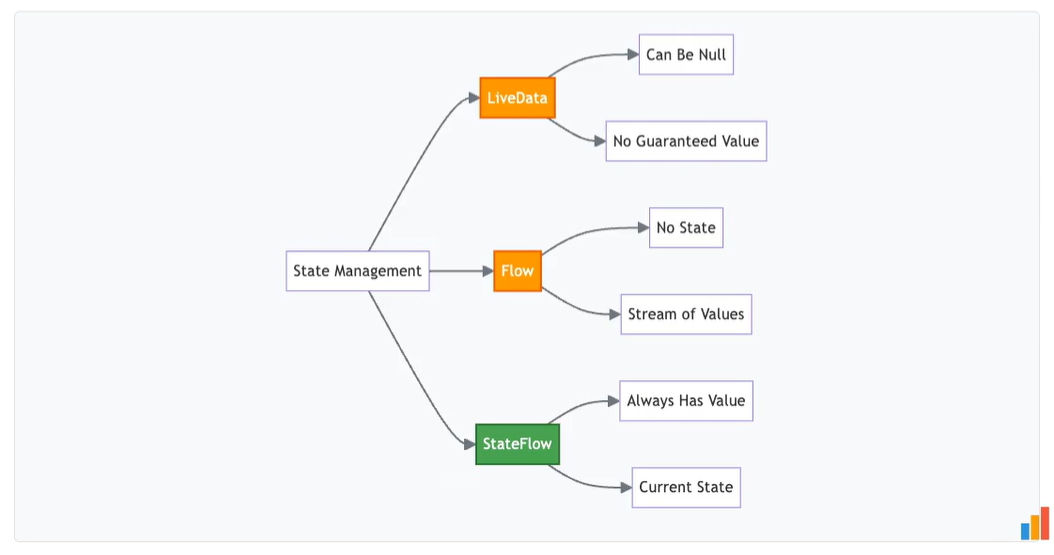 Can Be Null
LiveData
No Guaranteed Value
No State
State Management
Flow
Stream of Values
Always Has Value
StateFlow
Current State